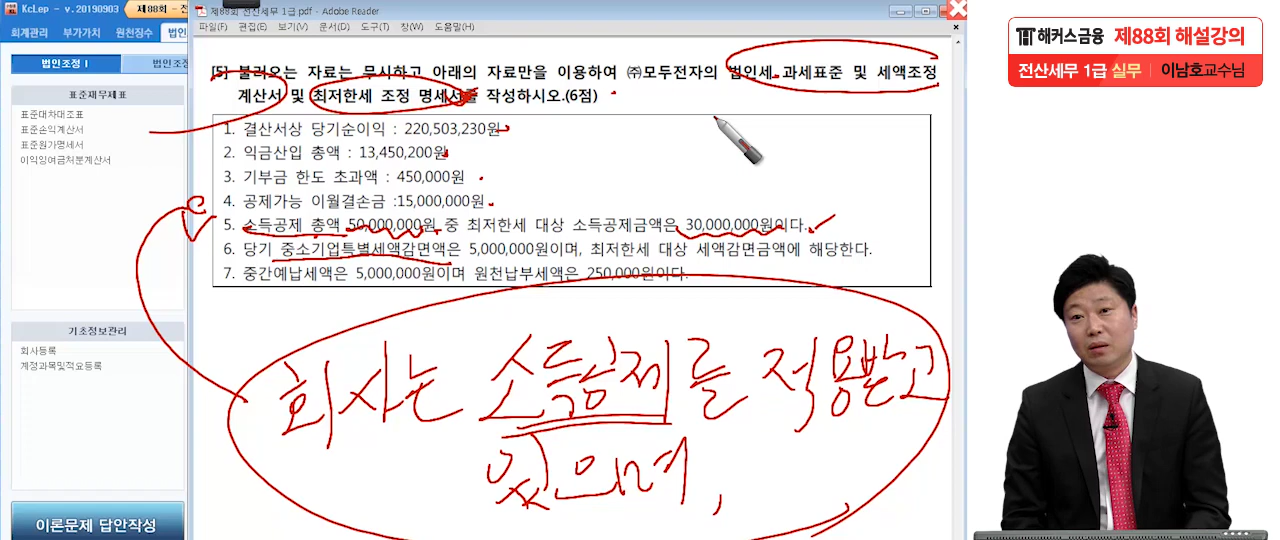 KcLep - v.20190903
제88회 - 전
제88회 전산세무 1급.pdf - Adobe Reader
회계관리 부가가치 원천징수 법인
파일(F) 편집(E) 보기(V) 문서(D) 도구(T) 창(W) 도움말(H)
법인조정 I 법인조정
표준재무제표
표준대차대조표
표준손익계산서
표준원가명세서
이익잉여금처분계산서
기초정보관리
회사등록
계정과목및적요등록
이론문제 답안작성
[5] 불러오는 자료는 무시하고 아래의 자료만을 이용하여 ㈜모두전자의 법인세 과세표준 및 세액조정
계산서 및 최저한세 조정 명세서를 작성하시오.(6점)
1. 결산서상 당기순이익 : 220,503,230원
2. 익금산입 총액 : 13,450,200원
3. 기부금 한도 초과액 : 450,000원
4. 공제가능 이월결손금 :15,000,000원
5. 소득공제 총액 50,000,000원 중 최저한세 대상 소득공제금액은 30,000,000원이다.
6. 당기 중소기업특별세액감면액은 5,000,000원이며, 최저한세 대상 세액감면금액에 해당한다.
7. 중간예납세액은 5,000,000원이며 원천납부세액은 250,000원이다.
회사는 소득공제를 적용받고
있으며,
해커스금융 제88회 해설강의
전산세무 1급 실무 이남호교수님